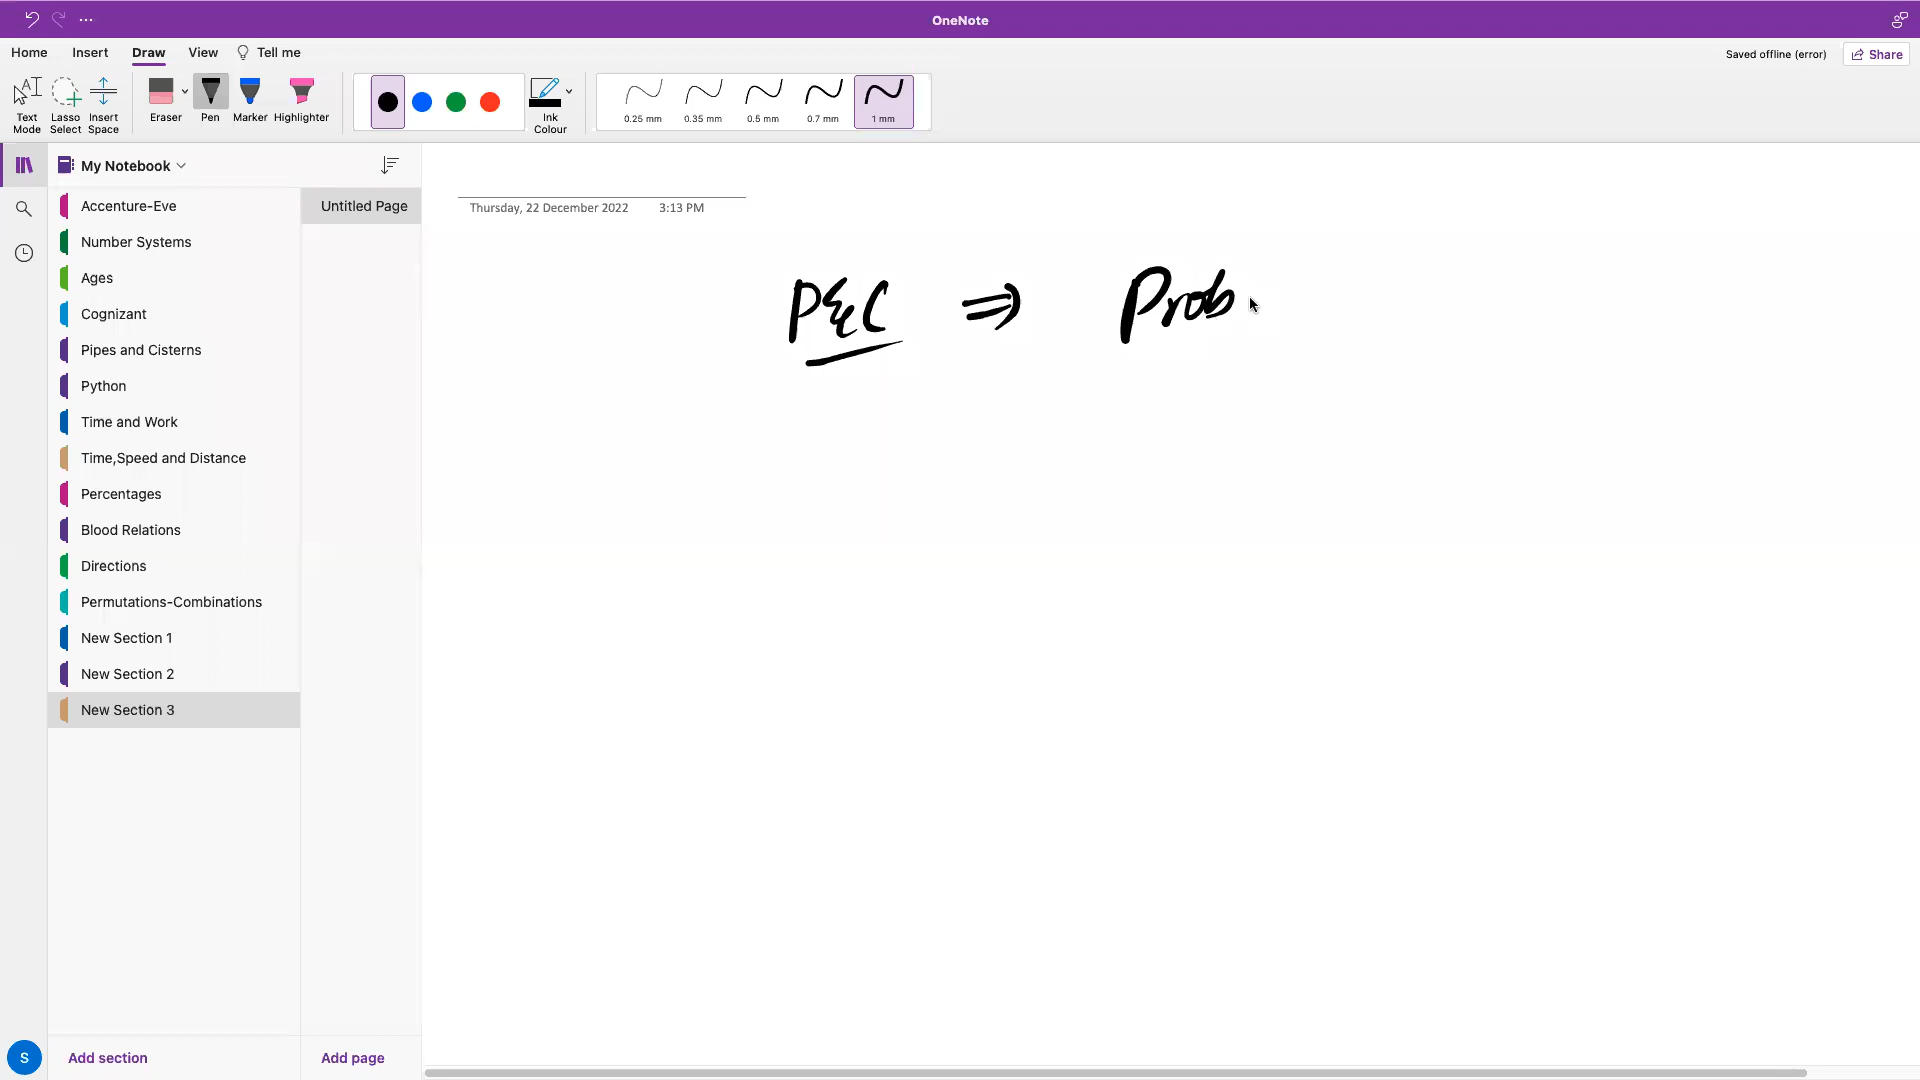 OneNote
Home Insert Draw View Tell me
Saved offline (error) Share
Text Mode Lasso Select Insert Space Eraser Pen Marker Highlighter Ink Colour 0.25 mm 0.35 mm 0.5 mm 0.7 mm 1 mm
My Notebook
Accenture-Eve
Number Systems
Ages
Cognizant
Pipes and Cisterns
Python
Time and Work
Time,Speed and Distance
Percentages
Blood Relations
Directions
Permutations-Combinations
New Section 1
New Section 2
New Section 3
Add section
Untitled Page
Add page
Thursday, 22 December 2022 3:13 PM
P&C ⇒ Prob
S